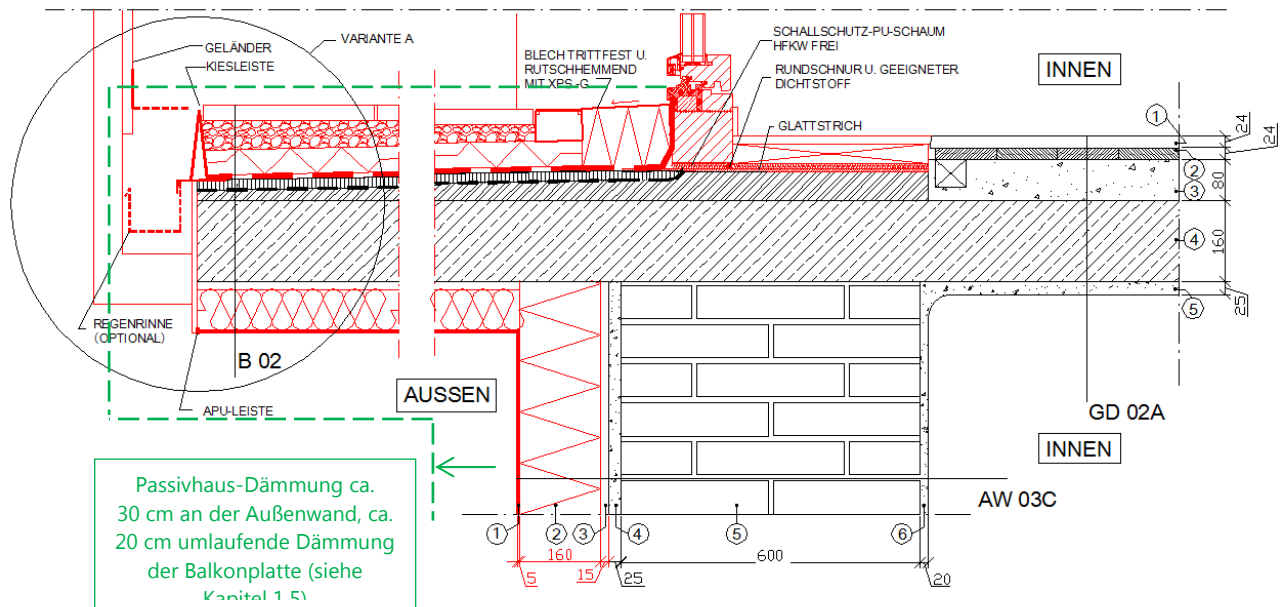 VARIANTE A
GELÄNDER
KIESLEISTE
BLECH TRITTFEST U.
RUTSCHHEMMEND
MIT XPS-G
SCHALLSCHUTZ-PU-SCHAUM
HFKW FREI
RUNDSCHNUR U. GEEIGNETER
DICHTSTOFF
GLATTSTRICH
INNEN
1
24
24
2
80
3
4
160
5
25
REGENRINNE
(OPTIONAL)
B 02
APU-LEISTE
AUSSEN
GD 02A
INNEN
AW 03C
Passivhaus-Dämmung ca.
30 cm an der Außenwand, ca.
20 cm umlaufende Dämmung
der Balkonplatte (siehe
Kapitel 1.5)
1 2 3 4 5 6
160 600
5 15 25 20